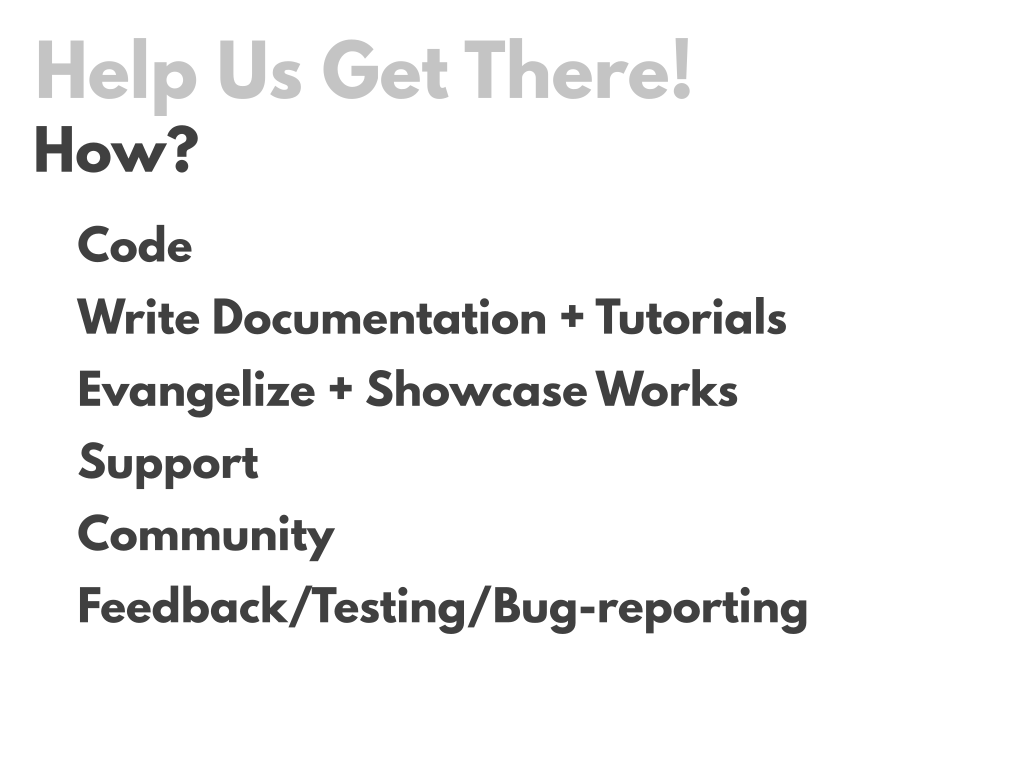 Help Us Get There!
How?
Code
Write Documentation + Tutorials
Evangelize + Showcase Works
Support
Community
Feedback/Testing/Bug-reporting